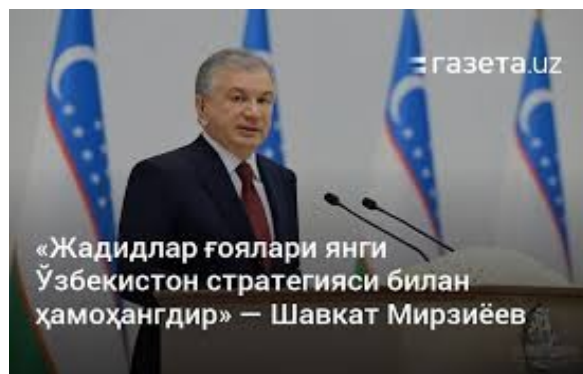 газета.uz
«Жадидлар ғоялари янги
Ўзбекистон стратегияси билан
ҳамоҳангдир» — Шавкат Мирзиёев